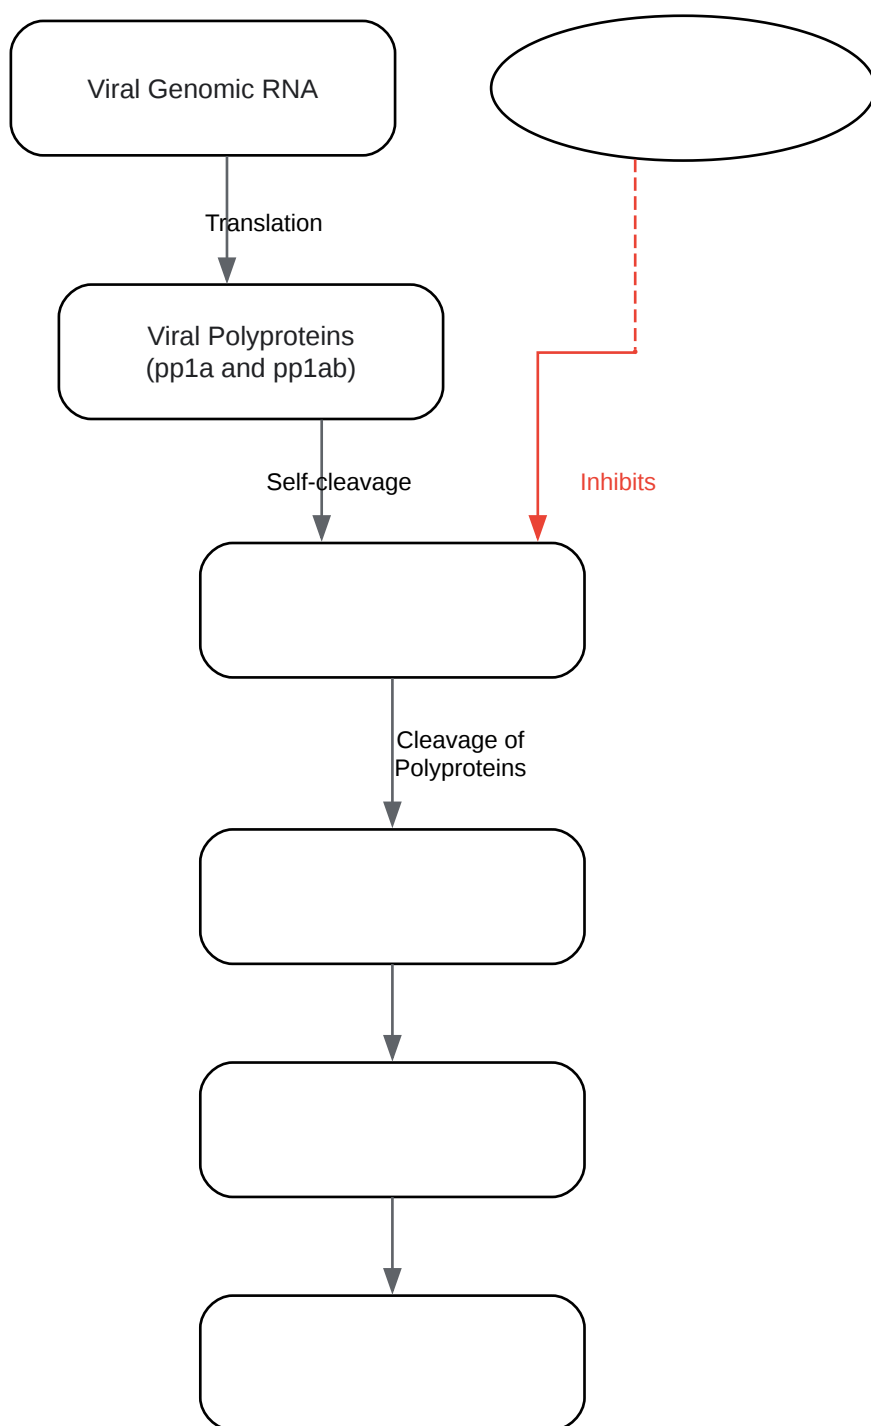 Viral Genomic RNA
Translation
Viral Polyproteins
(pp1a and pp1ab)
Self-cleavage
Inhibits
Cleavage of
Polyproteins